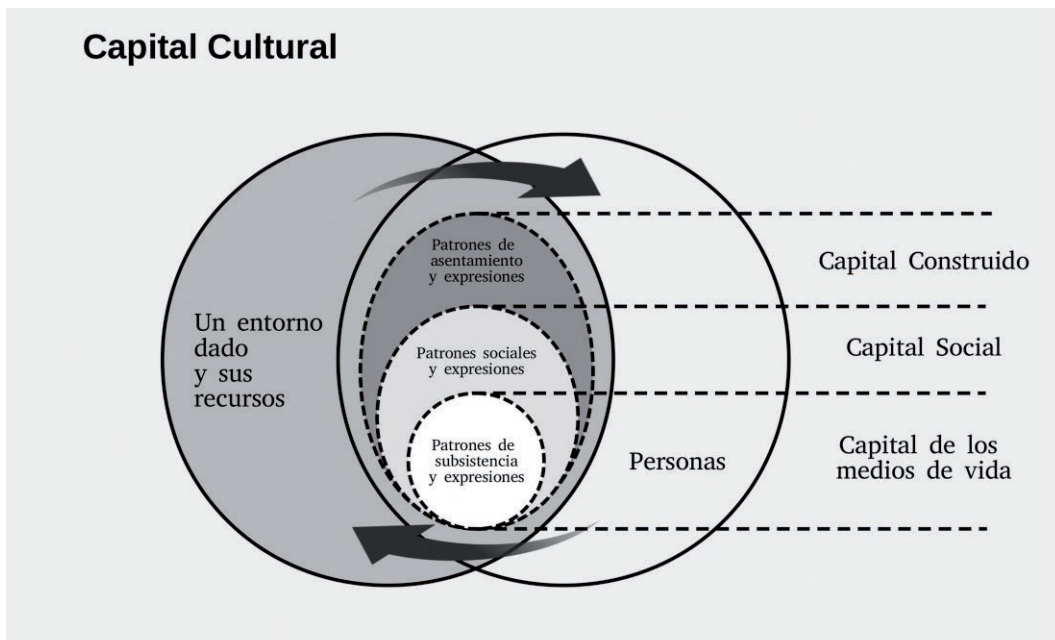 Capital Cultural
Patrones de
asentamiento
y expresiones
Capital Construido
Un entorno
dado
y sus
recursos
Patrones sociales
y expresiones
Capital Social
Patrones de
subsistencia
y expresiones
Personas
Capital de los
medios de vida